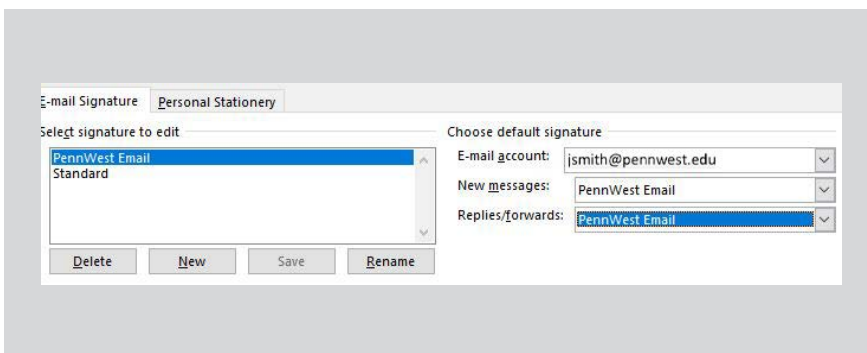 E-mail Signature Personal Stationery
Select signature to edit
PennWest Email
Standard
Delete New Save Rename
Choose default signature
E-mail account: jsmith@pennwest.edu
New messages: PennWest Email
Replies/forwards: PennWest Email